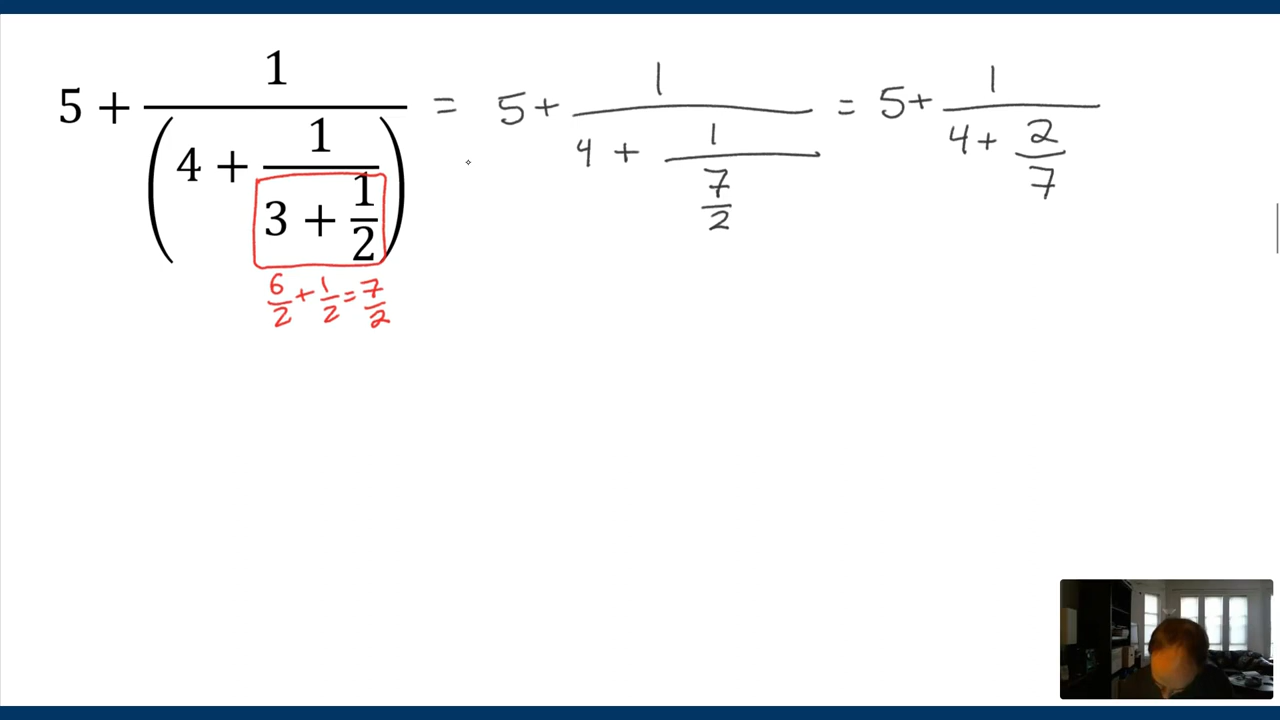 5 + 1/(4 + 1/(3 + 1/2)) = 5 + 1/(4 + 1/(7/2)) = 5 + 1/(4 + 2/7)
6/2 + 1/2 = 7/2